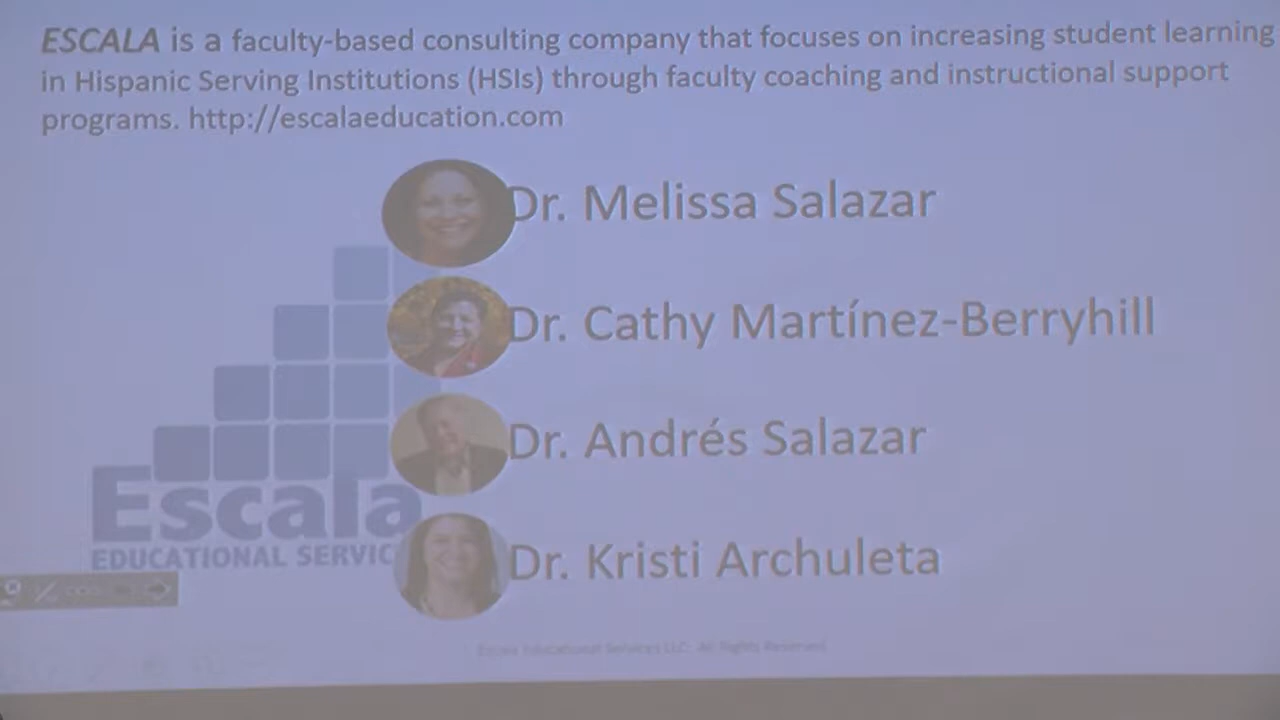 ESCALA is a faculty-based consulting company that focuses on increasing student learning
in Hispanic Serving Institutions (HSIs) through faculty coaching and instructional support
programs. http://escalaeducation.com
Dr. Melissa Salazar
Dr. Cathy Martínez-Berryhill
Dr. Andrés Salazar
Dr. Kristi Archuleta
Escala
EDUCATIONAL SERVIC
Escala Educational Services LLC. All Rights Reserved